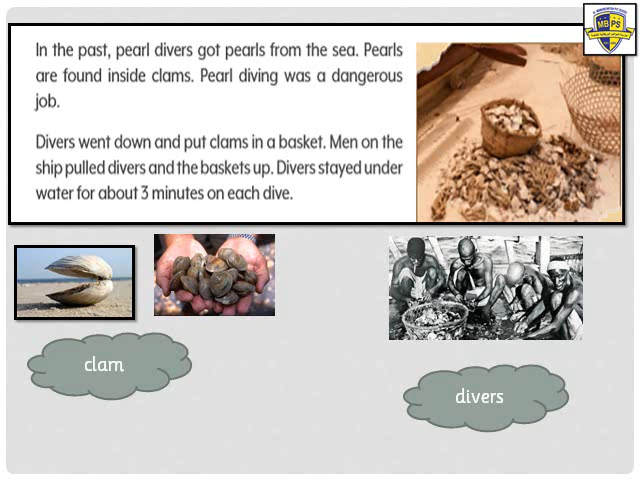 In the past, pearl divers got pearls from the sea. Pearls
are found inside clams. Pearl diving was a dangerous
job.
Divers went down and put clams in a basket. Men on the
ship pulled divers and the baskets up. Divers stayed under
water for about 3 minutes on each dive.
MBPS
clam
divers